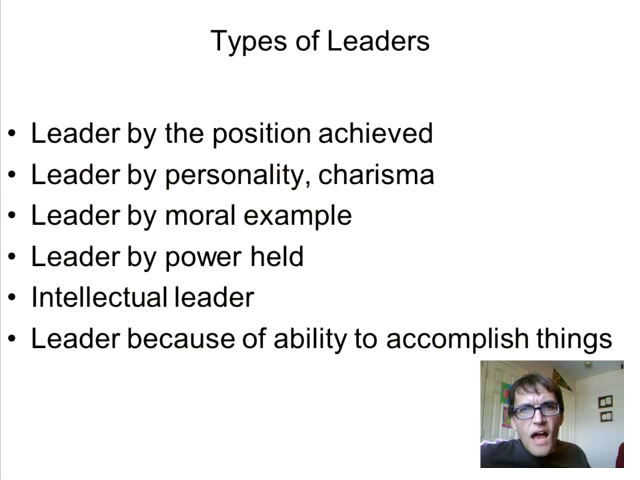 Types of Leaders
• Leader by the position achieved
• Leader by personality, charisma
• Leader by moral example
• Leader by power held
• Intellectual leader
• Leader because of ability to accomplish things